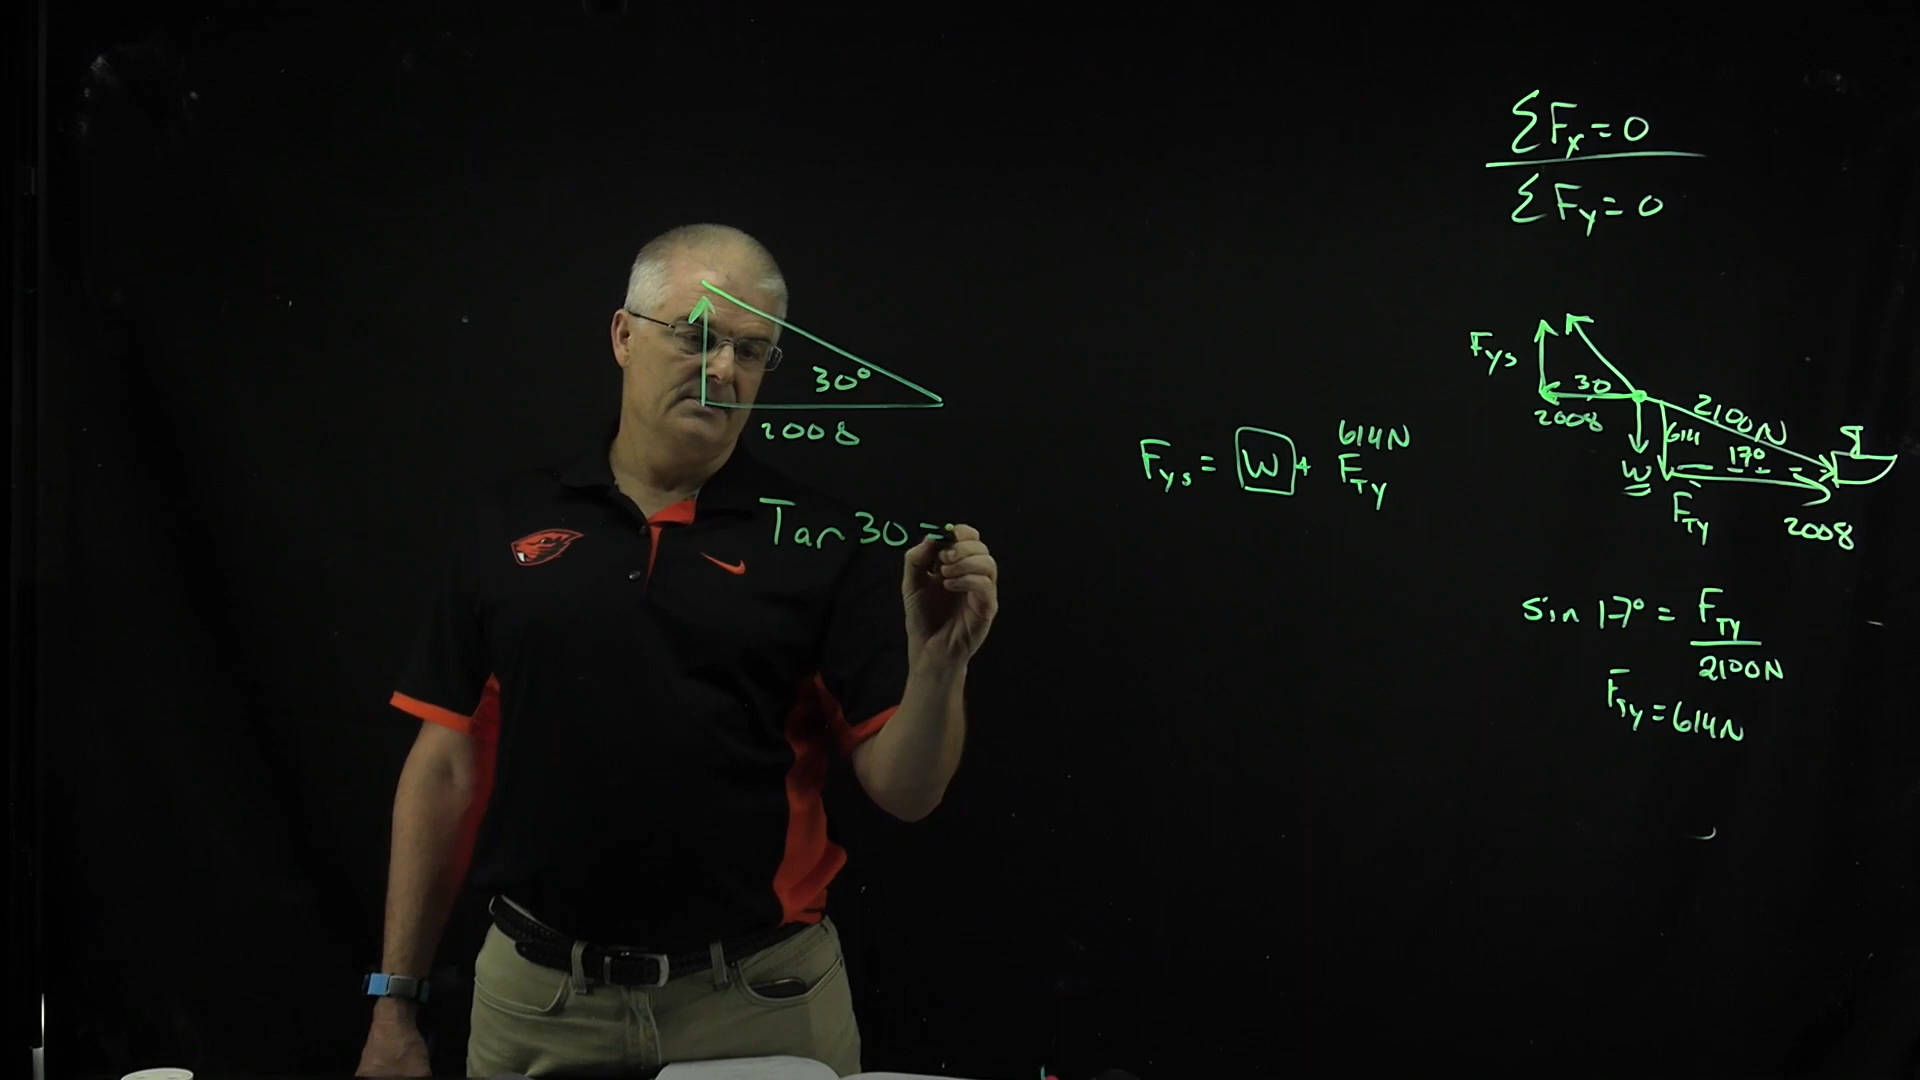 ΣFx=0
ΣFy=0
Fys
30
2008
2100N
614
17°
W
FTy
2008
30°
2008
Fys = W + FTy
614N
Tan 30 =
sin 17° = FTy
2100N
FTy = 614N